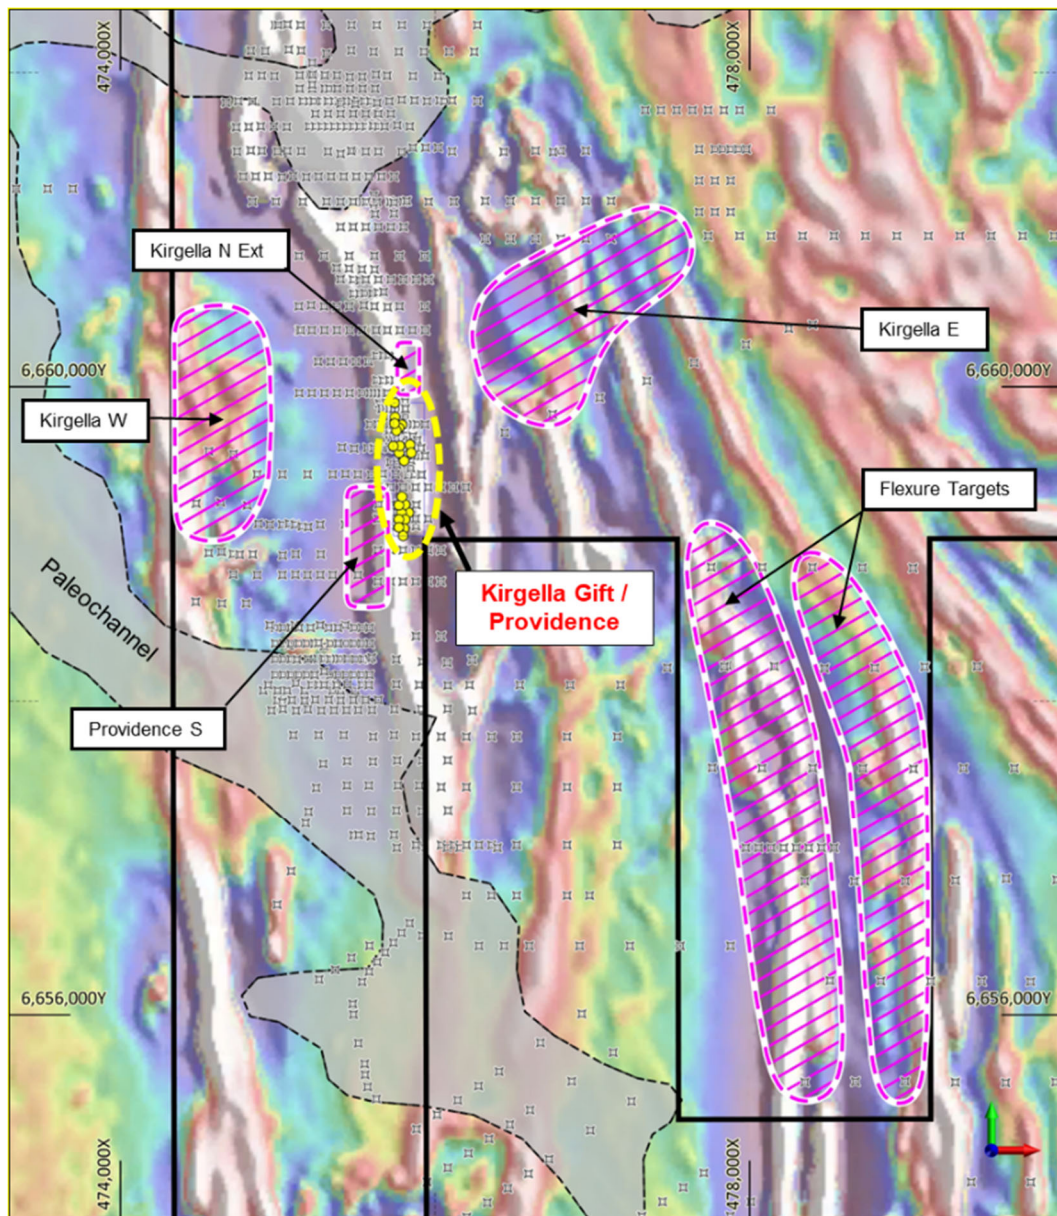 474,000X
478,000X
Kirgella N Ext
Kirgella E
6,660,000Y
6,660,000Y
Kirgella W
Flexure Targets
Kirgella Gift /
Providence
Paleochannel
Providence S
6,656,000Y
6,656,000Y
474,000X
478,000X